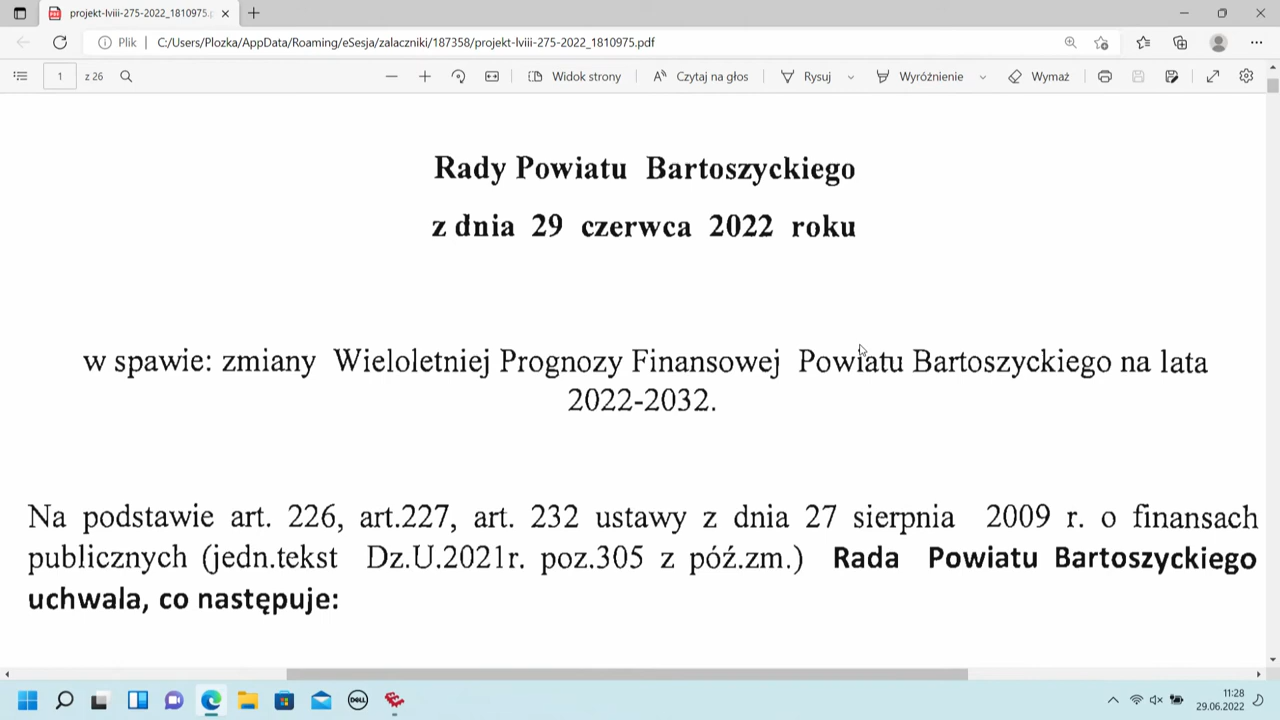 projekt-lviii-275-2022_1810975.p
Plik C:/Users/Plozka/AppData/Roaming/eSesja/zalaczniki/187358/projekt-lviii-275-2022_1810975.pdf
1 z 26 Widok strony Czytaj na głos Rysuj Wyróżnienie Wymaż
Rady Powiatu Bartoszyckiego
z dnia 29 czerwca 2022 roku
w spawie: zmiany Wieloletniej Prognozy Finansowej Powiatu Bartoszyckiego na lata
2022-2032.
Na podstawie art. 226, art.227, art. 232 ustawy z dnia 27 sierpnia 2009 r. o finansach
publicznych (jedn.tekst Dz.U.2021r. poz.305 z póź.zm.) Rada Powiatu Bartoszyckiego
uchwala, co następuje:
DELL
11:28
29.06.2022